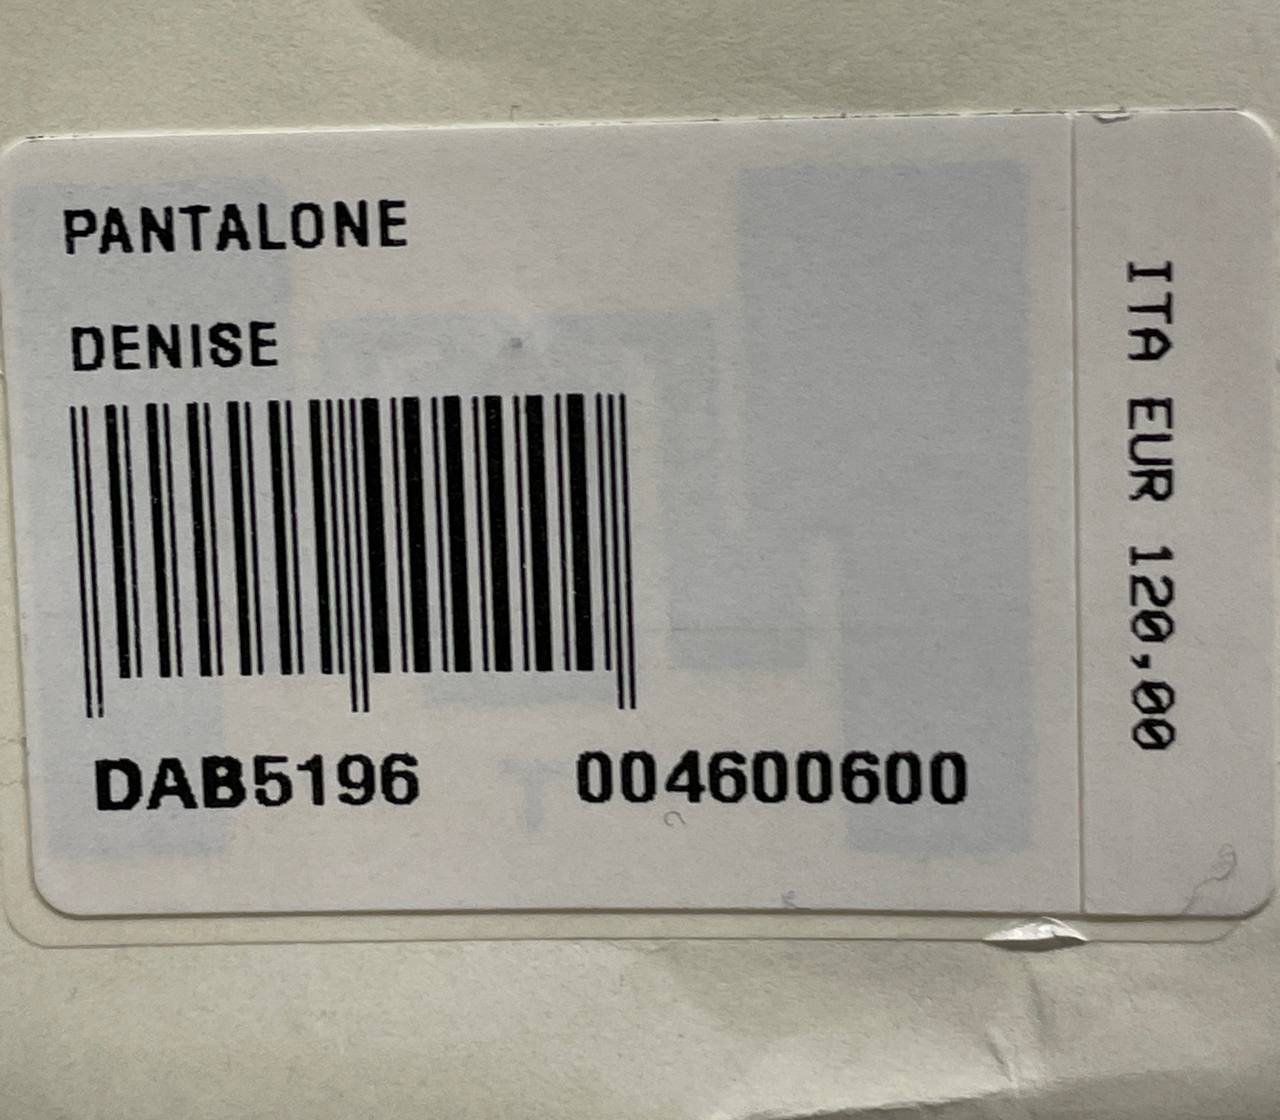 PANTALONE
DENISE
DAB5196 004600600
ITA EUR 120,00